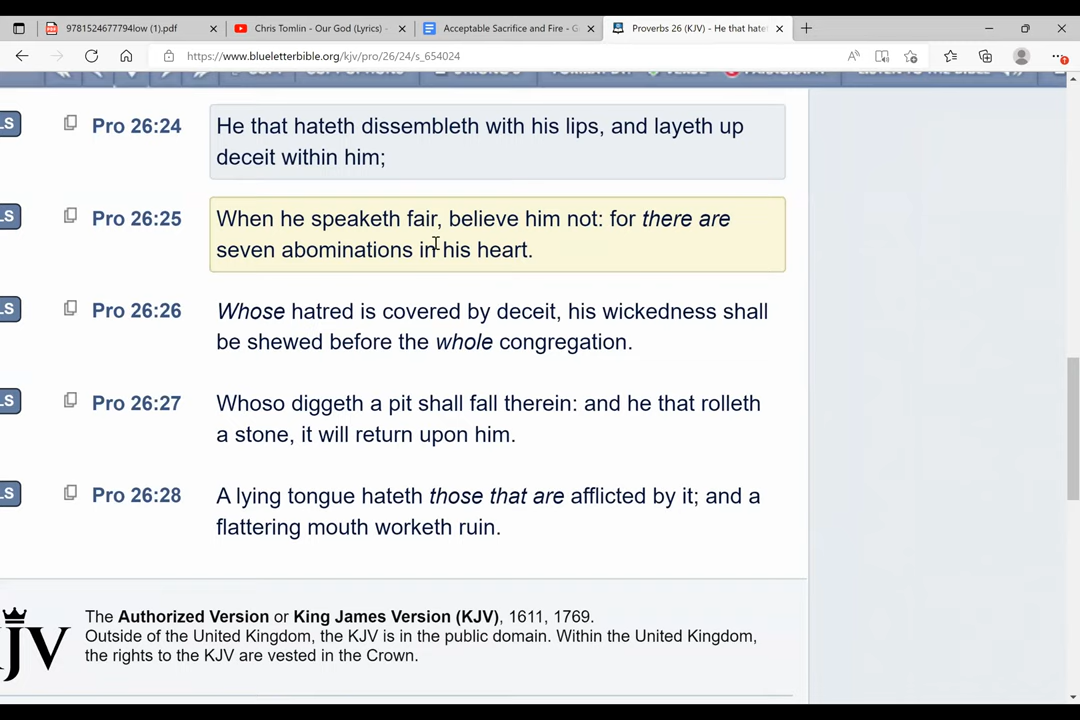 9781524677794low (1).pdf
Chris Tomlin - Our God (Lyrics) -
Acceptable Sacrifice and Fire - G
Proverbs 26 (KJV) - He that hatet
https://www.blueletterbible.org/kjv/pro/26/24/s_654024
LS Pro 26:24 He that hateth dissembleth with his lips, and layeth up
deceit within him;
LS Pro 26:25 When he speaketh fair, believe him not: for there are
seven abominations in his heart.
LS Pro 26:26 Whose hatred is covered by deceit, his wickedness shall
be shewed before the whole congregation.
LS Pro 26:27 Whoso diggeth a pit shall fall therein: and he that rolleth
a stone, it will return upon him.
LS Pro 26:28 A lying tongue hateth those that are afflicted by it; and a
flattering mouth worketh ruin.
KJV
The Authorized Version or King James Version (KJV), 1611, 1769.
Outside of the United Kingdom, the KJV is in the public domain. Within the United Kingdom,
the rights to the KJV are vested in the Crown.